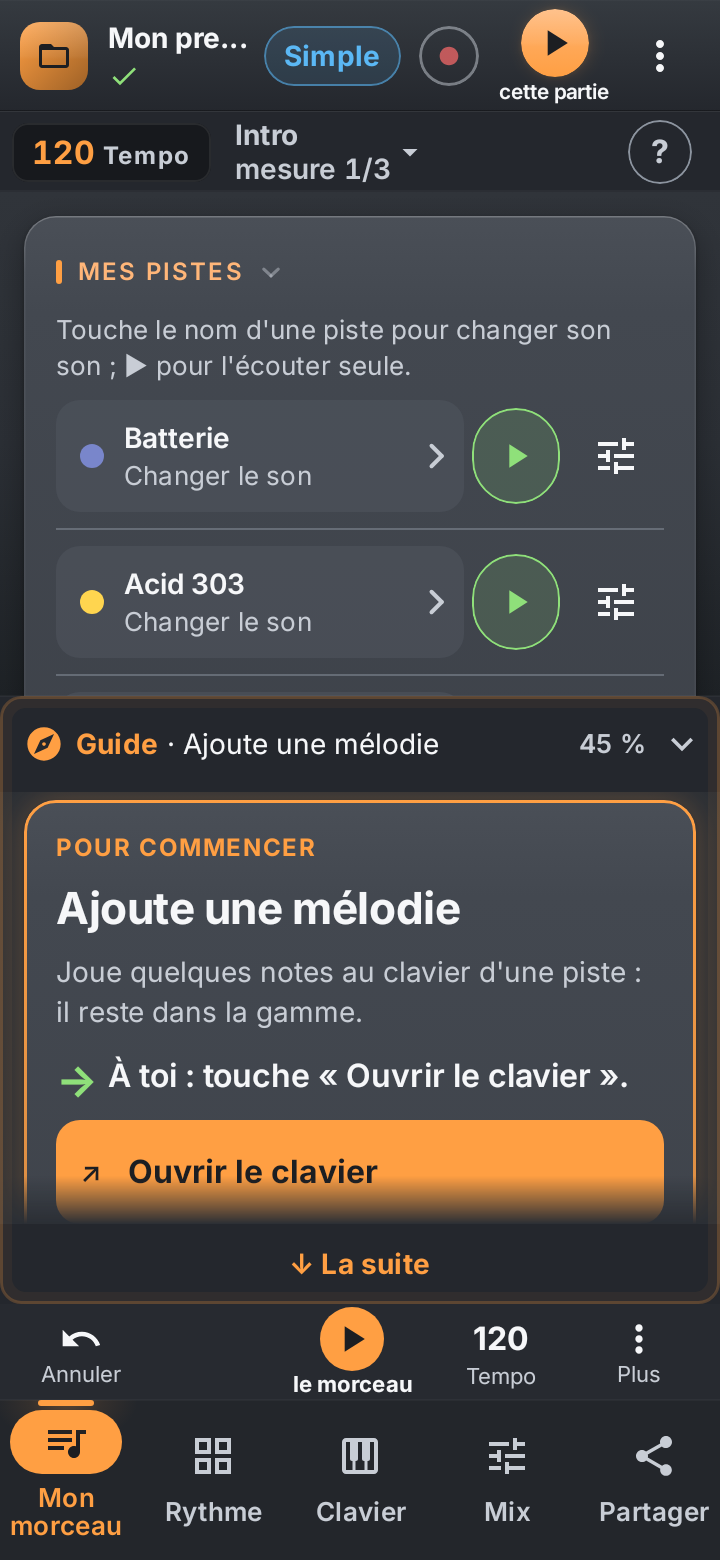 Mon pre...
Simple
cette partie
120 Tempo
Intro
mesure 1/3
?
MES PISTES
Touche le nom d'une piste pour changer son
son ; ▶ pour l'écouter seule.
Batterie
Changer le son
Acid 303
Changer le son
Guide · Ajoute une mélodie
45 %
POUR COMMENCER
Ajoute une mélodie
Joue quelques notes au clavier d'une piste :
il reste dans la gamme.
À toi : touche « Ouvrir le clavier ».
Ouvrir le clavier
↓ La suite
Annuler
le morceau
120
Tempo
Plus
Mon
morceau
Rythme
Clavier
Mix
Partager